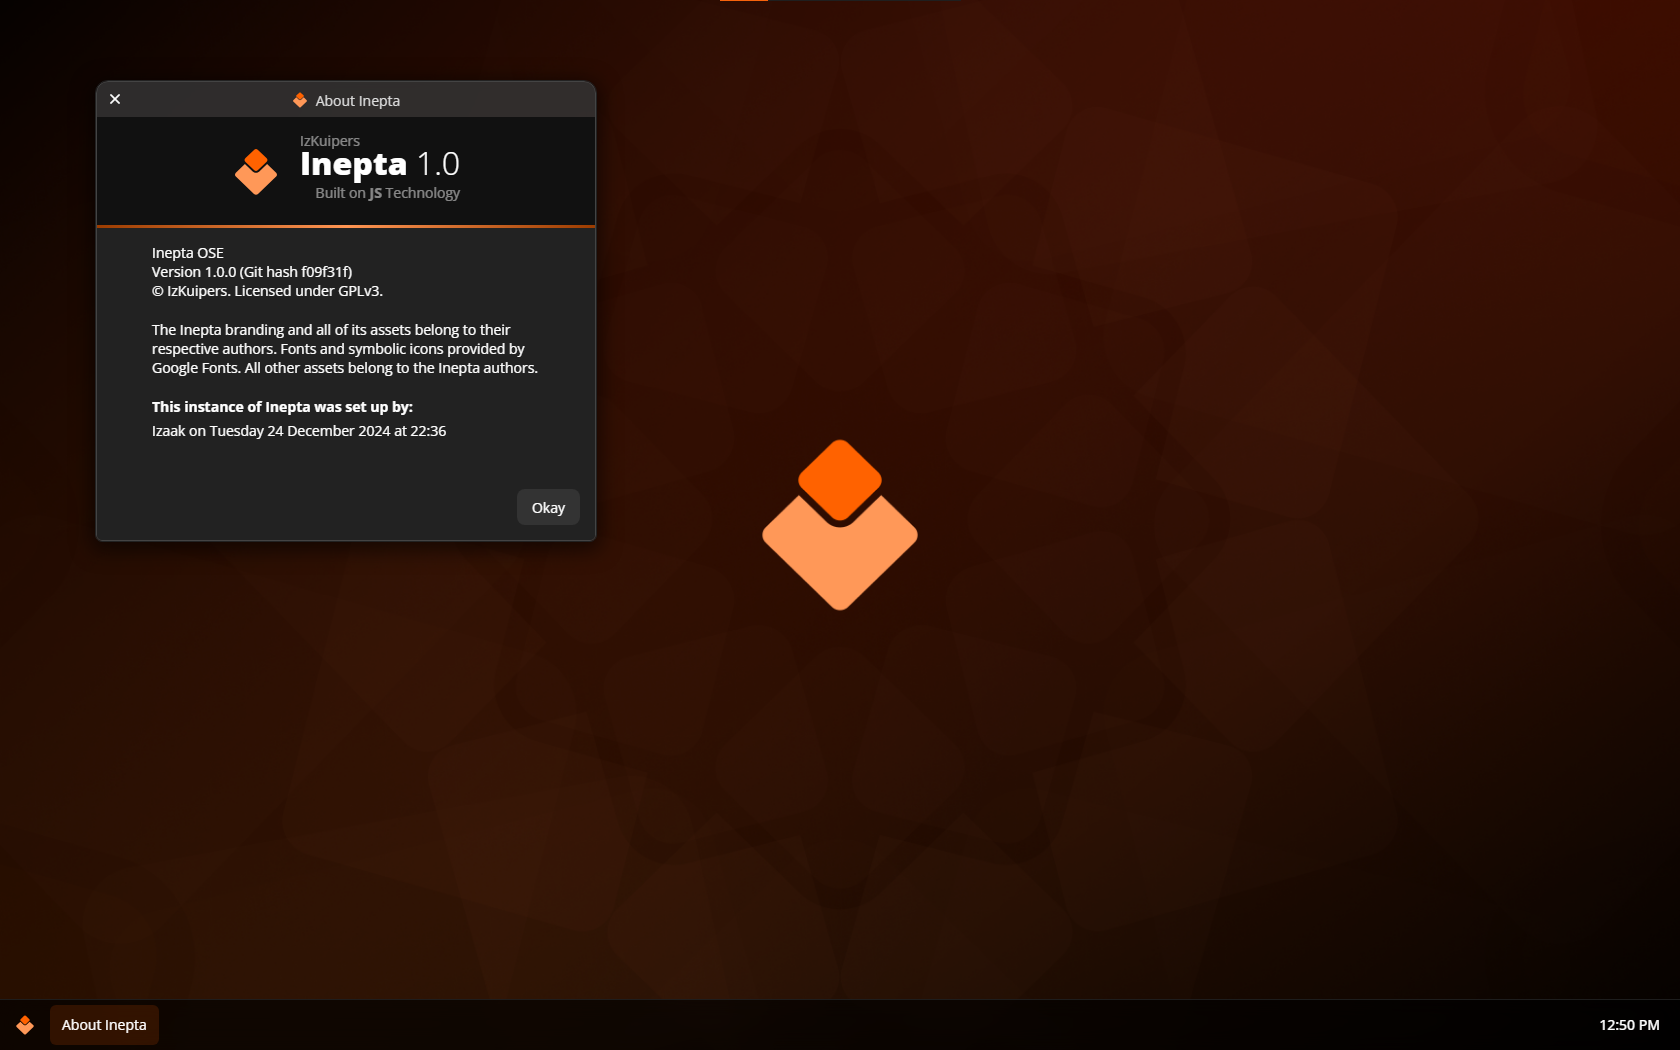 About Inepta
IzKuipers
Inepta 1.0
Built on JS Technology
Inepta OSE
Version 1.0.0 (Git hash f09f31f)
© IzKuipers. Licensed under GPLv3.
The Inepta branding and all of its assets belong to their
respective authors. Fonts and symbolic icons provided by
Google Fonts. All other assets belong to the Inepta authors.
This instance of Inepta was set up by:
Izaak on Tuesday 24 December 2024 at 22:36
Okay
About Inepta
12:50 PM